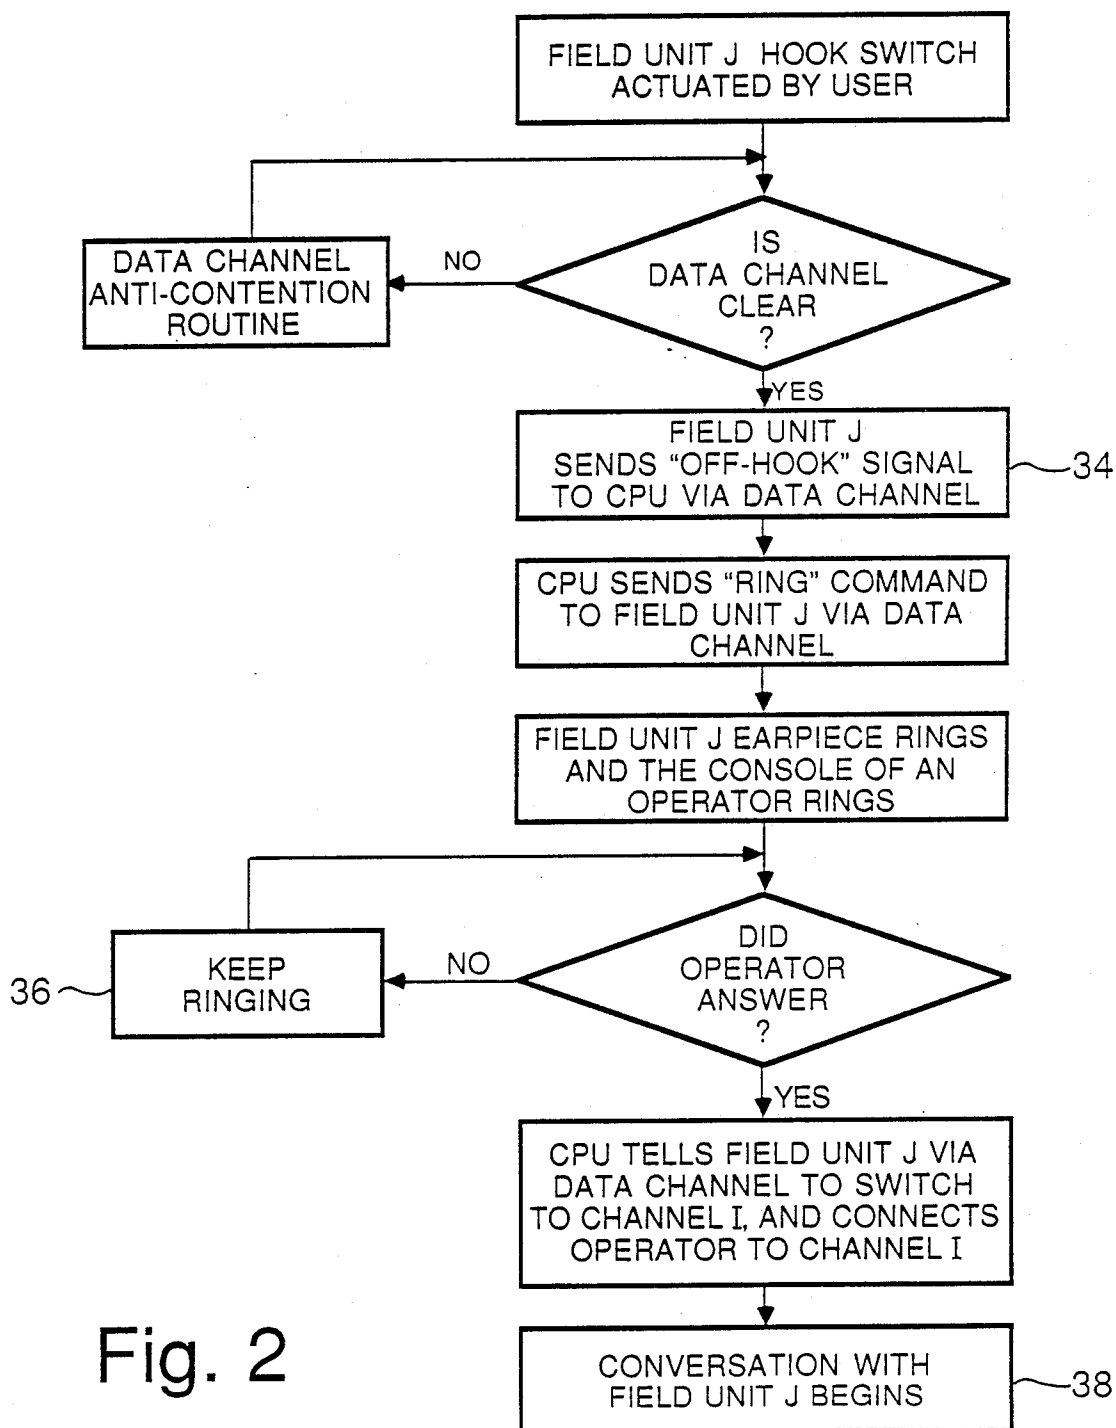 FIELD UNIT J HOOK SWITCH
ACTUATED BY USER
IS
DATA CHANNEL
CLEAR
?
NO
DATA CHANNEL
ANTI-CONTENTION
ROUTINE
YES
FIELD UNIT J
SENDS "OFF-HOOK" SIGNAL
TO CPU VIA DATA CHANNEL
34
CPU SENDS "RING" COMMAND
TO FIELD UNIT J VIA DATA
CHANNEL
FIELD UNIT J EARPIECE RINGS
AND THE CONSOLE OF AN
OPERATOR RINGS
DID
OPERATOR
ANSWER
?
NO
KEEP
RINGING
36
YES
CPU TELLS FIELD UNIT J VIA
DATA CHANNEL TO SWITCH
TO CHANNEL I, AND CONNECTS
OPERATOR TO CHANNEL I
CONVERSATION WITH
FIELD UNIT J BEGINS
38
Fig. 2